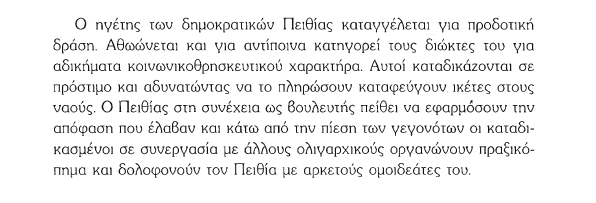 Ο ηγέτης των δημοκρατικών Πειθίας καταγγέλεται για προδοτική
δράση. Αθωώνεται και για αντίποινα κατηγορεί τους διώκτες του για
αδικήματα κοινωνικοθρησκευτικού χαρακτήρα. Αυτοί καταδικάζονται σε
πρόστιμο και αδυνατώντας να το πληρώσουν καταφεύγουν ικέτες στους
ναούς. Ο Πειθίας στη συνέχεια ως βουλευτής πείθει να εφαρμόσουν την
απόφαση που έλαβαν και κάτω από την πίεση των γεγονότων οι καταδι-
κασμένοι σε συνεργασία με άλλους ολιγαρχικούς οργανώνουν πραξικό-
πημα και δολοφονούν τον Πειθία με αρκετούς ομοιδεάτες του.